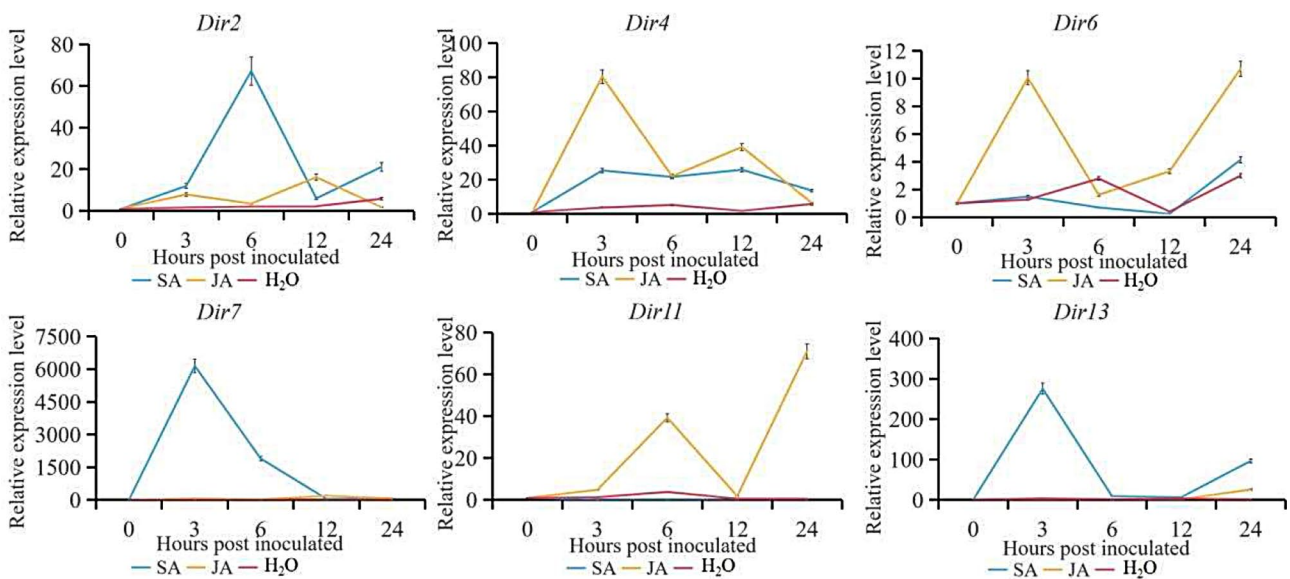 Dir2
Relative expression level
80
60
40
20
0
0 3 6 12 24
Hours post inoculated
SA JA H₂O
Dir4
Relative expression level
100
80
60
40
20
0
0 3 6 12 24
Hours post inoculated
SA JA H₂O
Dir6
Relative expression level
12
10
8
6
4
2
0
0 3 6 12 24
Hours post inoculated
SA JA H₂O
Dir7
Relative expression level
7500
6000
4500
3000
1500
0
0 3 6 12 24
Hours post inoculated
SA JA H₂O
Dir11
Relative expression level
80
60
40
20
0
0 3 6 12 24
Hours post inoculated
SA JA H₂O
Dir13
Relative expression level
400
300
200
100
0
0 3 6 12 24
Hours post inoculated
SA JA H₂O